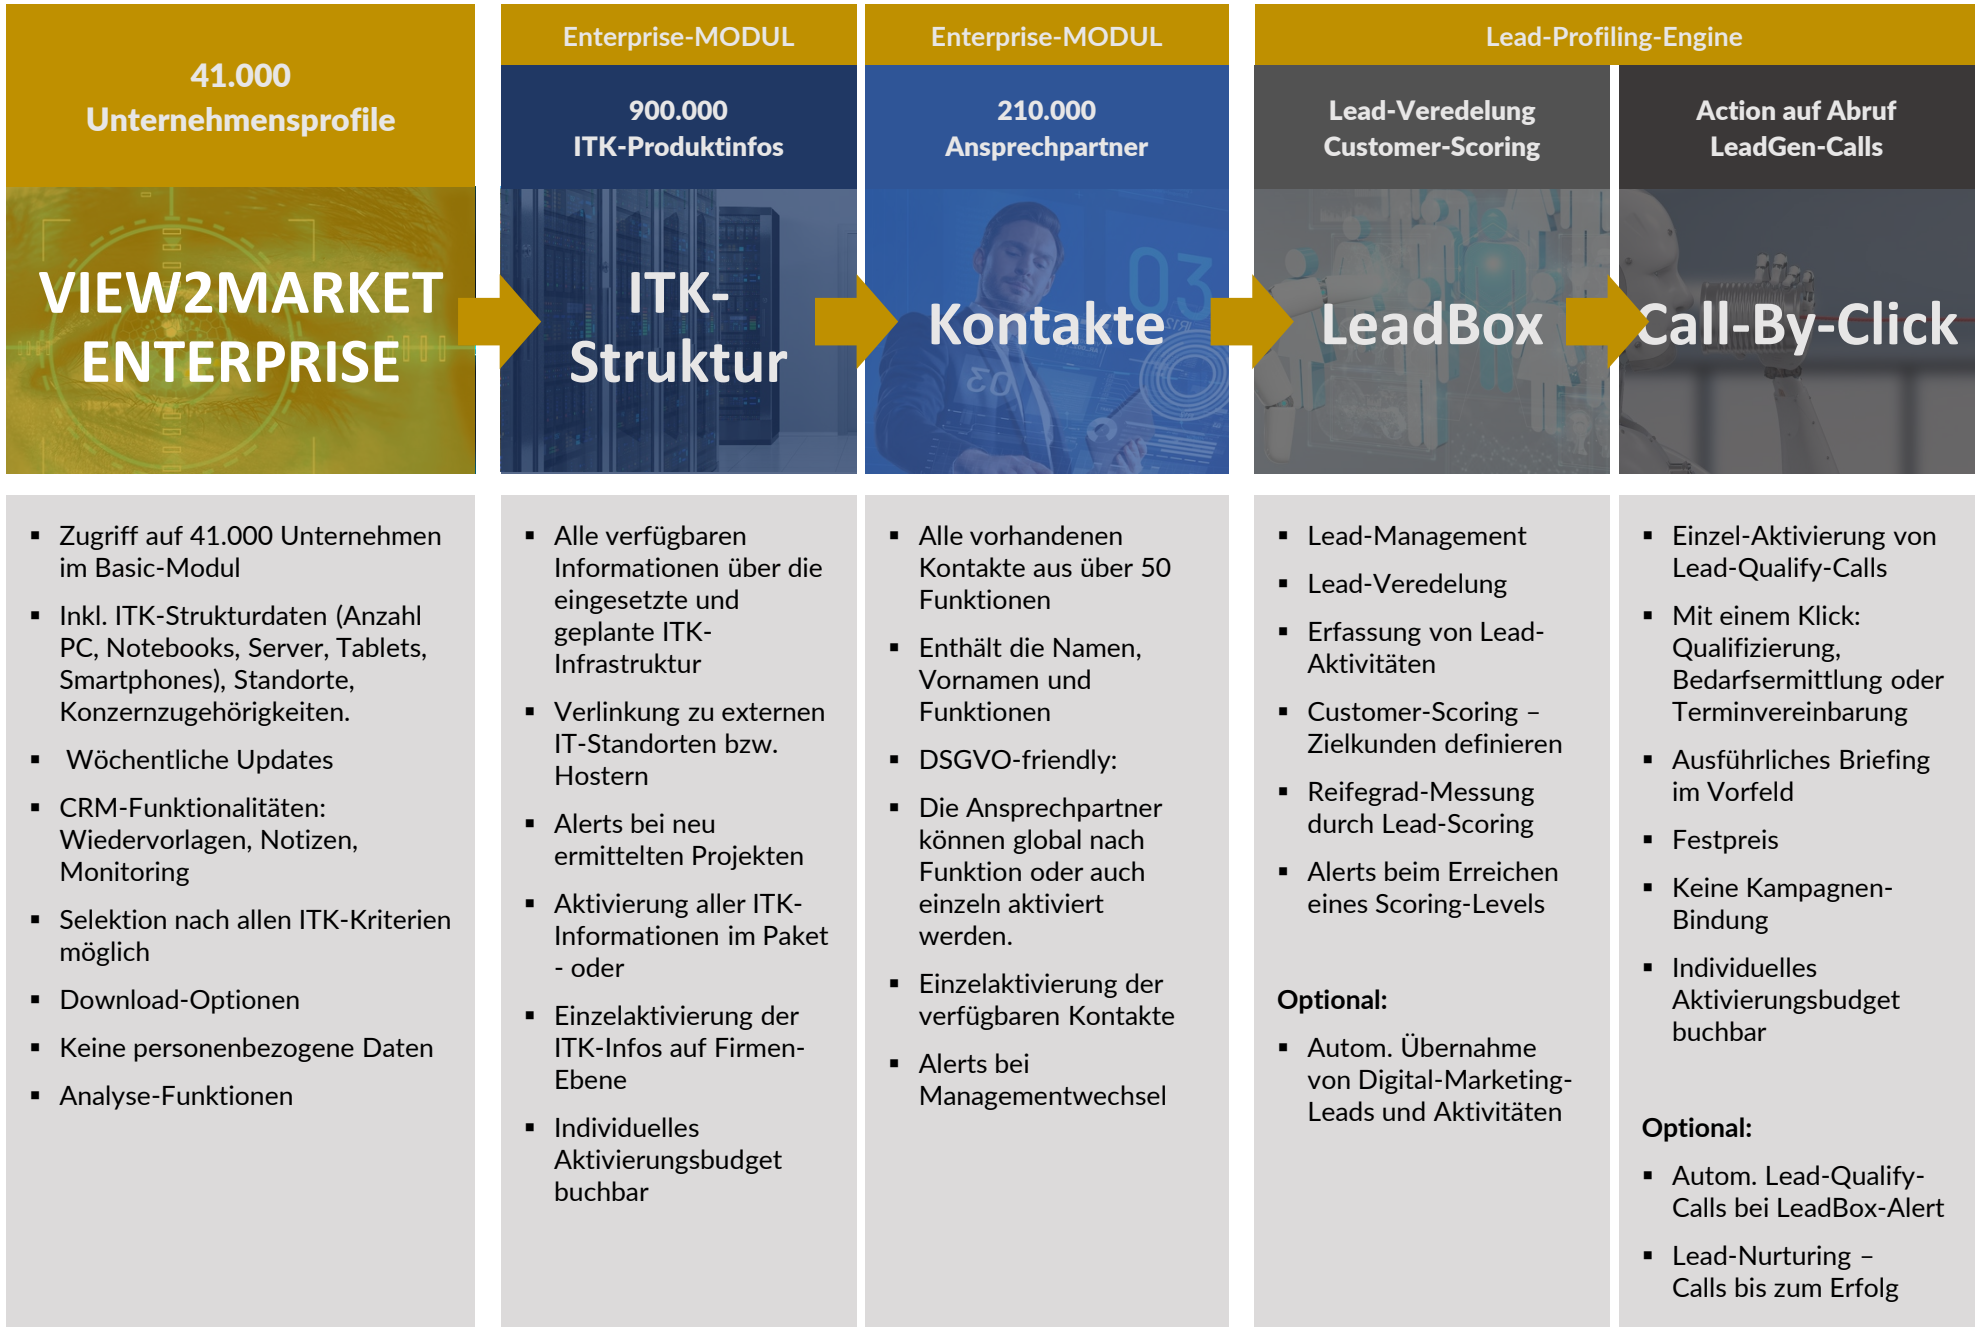 41.000
Unternehmensprofile
VIEW2MARKET
ENTERPRISE
Zugriff auf 41.000 Unternehmen
im Basic-Modul
Inkl. ITK-Strukturdaten (Anzahl
PC, Notebooks, Server, Tablets,
Smartphones), Standorte,
Konzernzugehörigkeiten.
Wöchentliche Updates
CRM-Funktionalitäten:
Wiedervorlagen, Notizen,
Monitoring
Selektion nach allen ITK-Kriterien
möglich
Download-Optionen
Keine personenbezogene Daten
Analyse-Funktionen
Enterprise-MODUL
900.000
ITK-Produktinfos
ITK-
Struktur
Alle verfügbaren
Informationen über die
eingesetzte und
geplante ITK-
Infrastruktur
Verlinkung zu externen
IT-Standorten bzw.
Hostern
Alerts bei neu
ermittelten Projekten
Aktivierung aller ITK-
Informationen im Paket
- oder
Einzelaktivierung der
ITK-Infos auf Firmen-
Ebene
Individuelles
Aktivierungsbudget
buchbar
Enterprise-MODUL
210.000
Ansprechpartner
03
03
Kontakte
Alle vorhandenen
Kontakte aus über 50
Funktionen
Enthält die Namen,
Vornamen und
Funktionen
DSGVO-friendly:
Die Ansprechpartner
können global nach
Funktion oder auch
einzeln aktiviert
werden.
Einzelaktivierung der
verfügbaren Kontakte
Alerts bei
Managementwechsel
Lead-Profiling-Engine
Lead-Veredelung
Customer-Scoring
LeadBox
Lead-Management
Lead-Veredelung
Erfassung von Lead-
Aktivitäten
Customer-Scoring –
Zielkunden definieren
Reifegrad-Messung
durch Lead-Scoring
Alerts beim Erreichen
eines Scoring-Levels
Optional:
Autom. Übernahme
von Digital-Marketing-
Leads und Aktivitäten
Action auf Abruf
LeadGen-Calls
Call-By-Click
Einzel-Aktivierung von
Lead-Qualify-Calls
Mit einem Klick:
Qualifizierung,
Bedarfsermittlung oder
Terminvereinbarung
Ausführliches Briefing
im Vorfeld
Festpreis
Keine Kampagnen-
Bindung
Individuelles
Aktivierungsbudget
buchbar
Optional:
Autom. Lead-Qualify-
Calls bei LeadBox-Alert
Lead-Nurturing –
Calls bis zum Erfolg